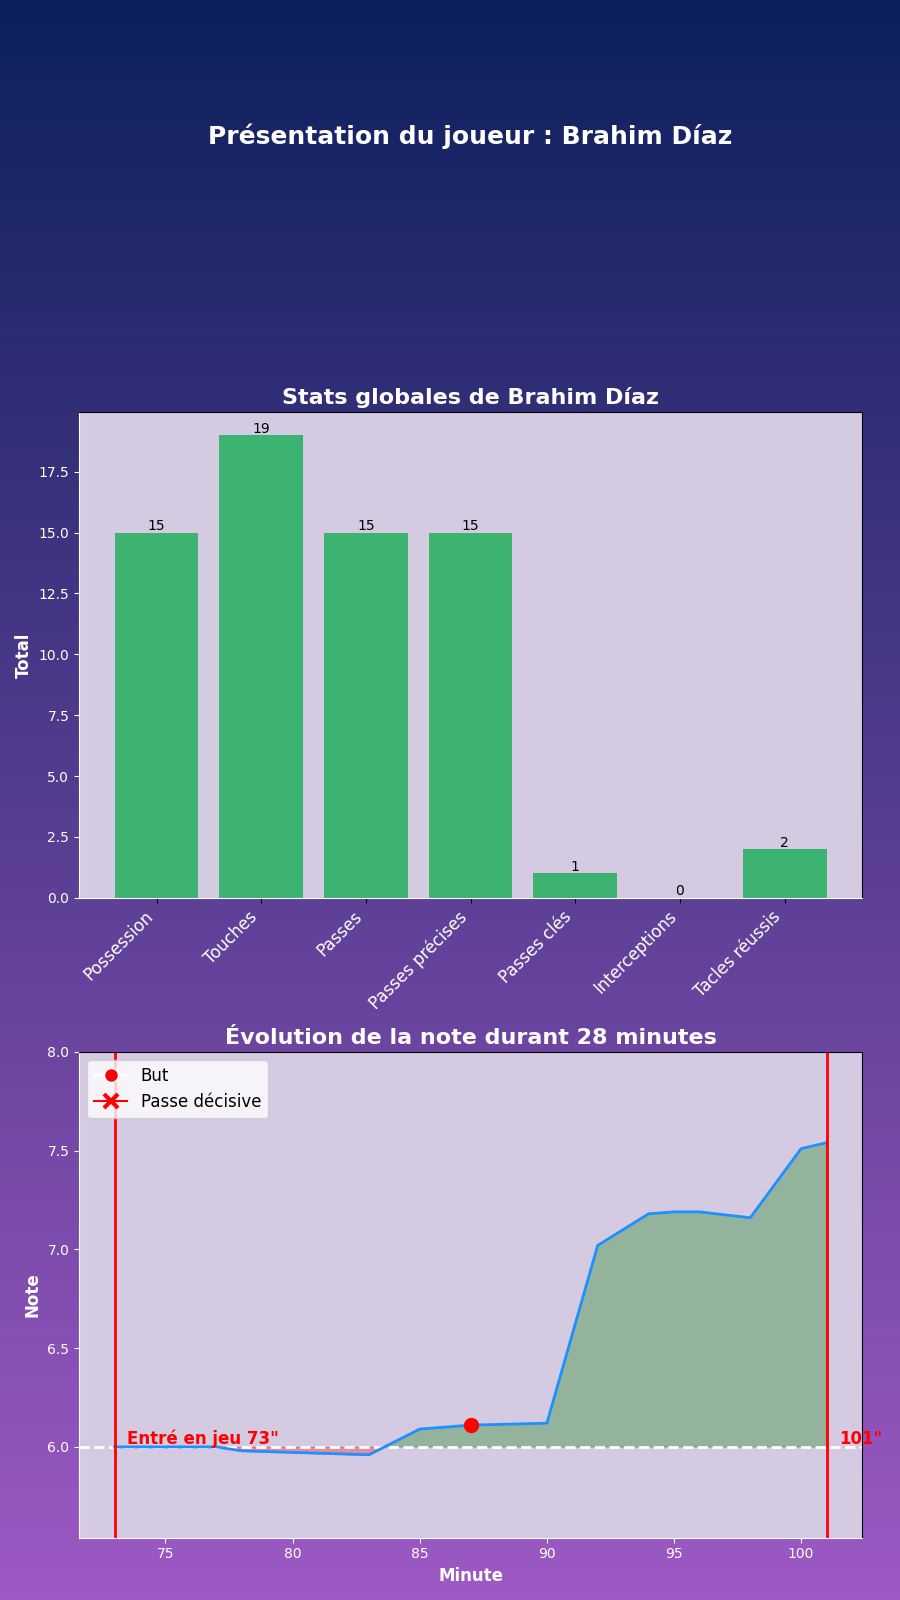 Présentation du joueur : Brahim Díaz
Stats globales de Brahim Díaz
Total
17.5
15.0
12.5
10.0
7.5
5.0
2.5
0.0
15
19
15
15
1
0
2
Possession
Touches
Passes
Passes précises
Passes clés
Interceptions
Tacles réussis
Évolution de la note durant 28 minutes
But
Passe décisive
Note
8.0
7.5
7.0
6.5
6.0
Entré en jeu 73"
101"
75
80
85
90
95
100
Minute